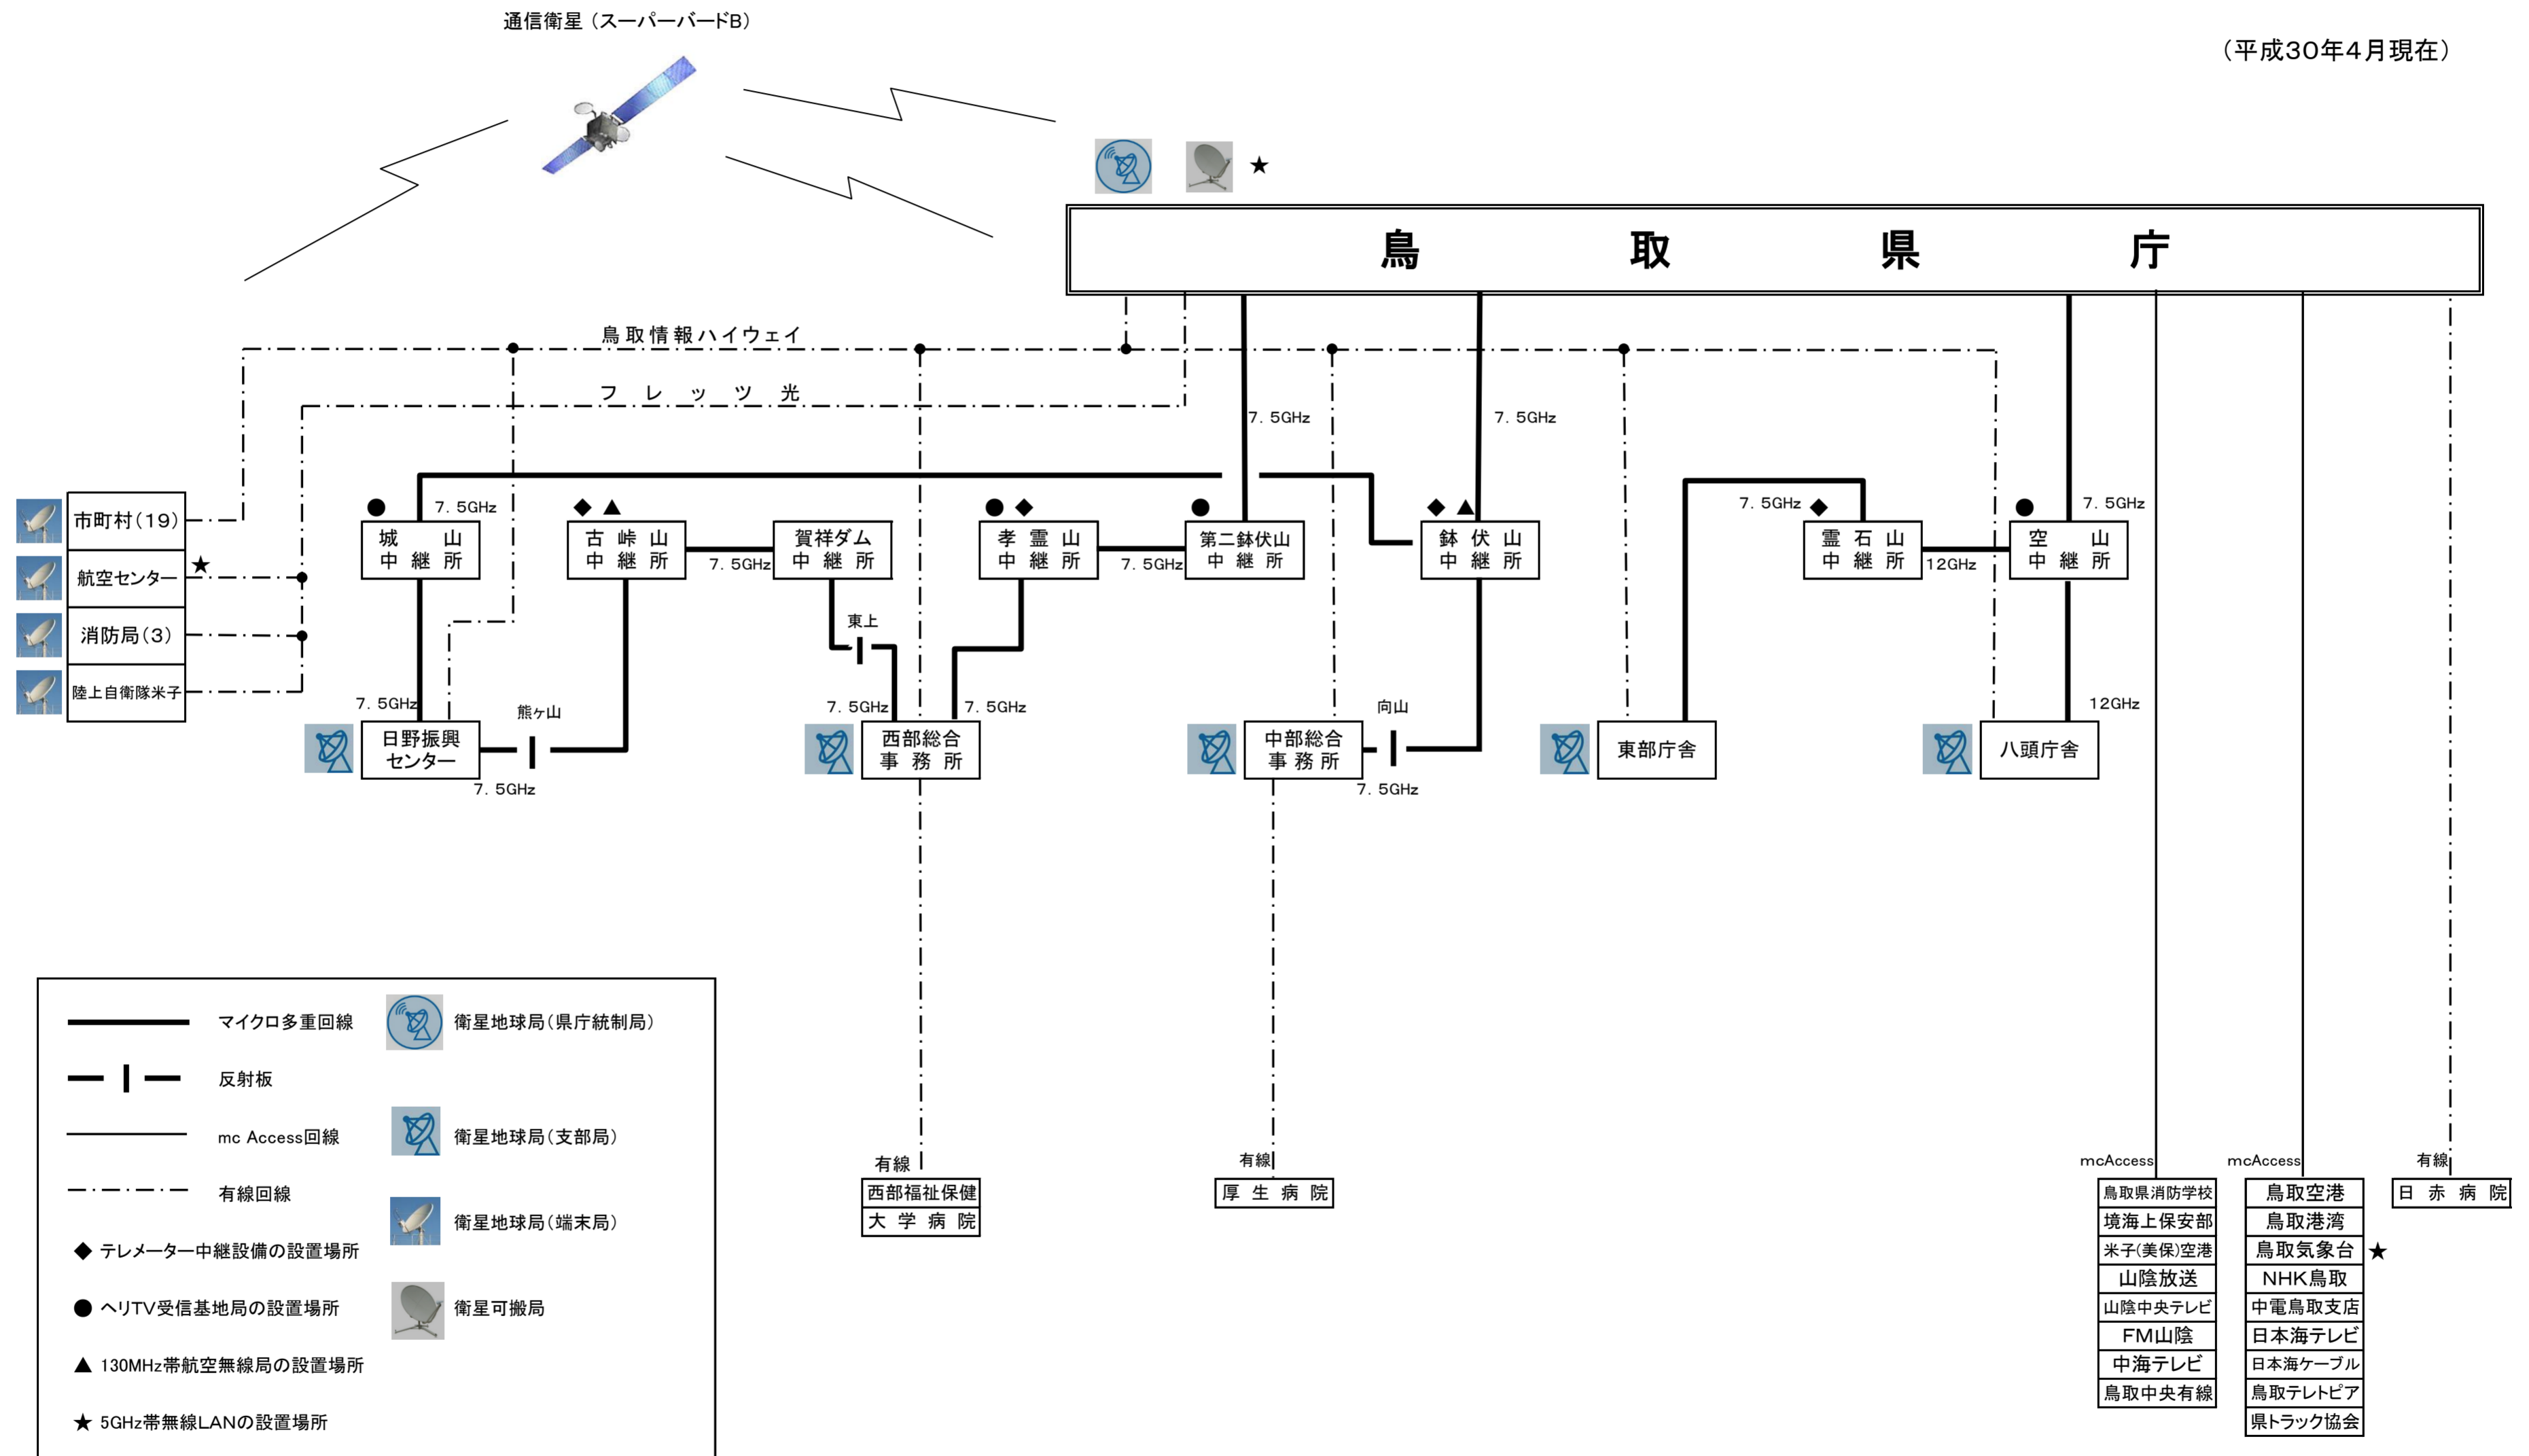 通信衛星（スーパーバードB）
（平成30年4月現在）
★
鳥取県庁
鳥取情報ハイウェイ
フレッツ光
7.5GHz
7.5GHz
市町村(19)
航空センター
★
消防局(3)
陸上自衛隊米子
● 7.5GHz
城山
中継所
◆ ▲
古峠山
中継所
7.5GHz
賀祥ダム
中継所
● ◆
孝霊山
中継所
7.5GHz
●
第二鉢伏山
中継所
◆ ▲
鉢伏山
中継所
7.5GHz ◆
霊石山
中継所
12GHz
● 7.5GHz
空山
中継所
東上
7.5GHz
日野振興
センター
熊ヶ山
7.5GHz
7.5GHz
7.5GHz
西部総合
事務所
中部総合
事務所
向山
7.5GHz
東部庁舎
12GHz
八頭庁舎
マイクロ多重回線
反射板
mc Access回線
有線回線
◆ テレメーター中継設備の設置場所
● ヘリTV受信基地局の設置場所
▲ 130MHz帯航空無線局の設置場所
★ 5GHz帯無線LANの設置場所
衛星地球局(県庁統制局)
衛星地球局(支部局)
衛星地球局(端末局)
衛星可搬局
有線
西部福祉保健
大学病院
有線
厚生病院
mcAccess
鳥取県消防学校
境海上保安部
米子(美保)空港
山陰放送
山陰中央テレビ
FM山陰
中海テレビ
鳥取中央有線
mcAccess
鳥取空港
鳥取港湾
鳥取気象台 ★
NHK鳥取
中電鳥取支店
日本海テレビ
日本海ケーブル
鳥取テレトピア
県トラック協会
有線
日赤病院